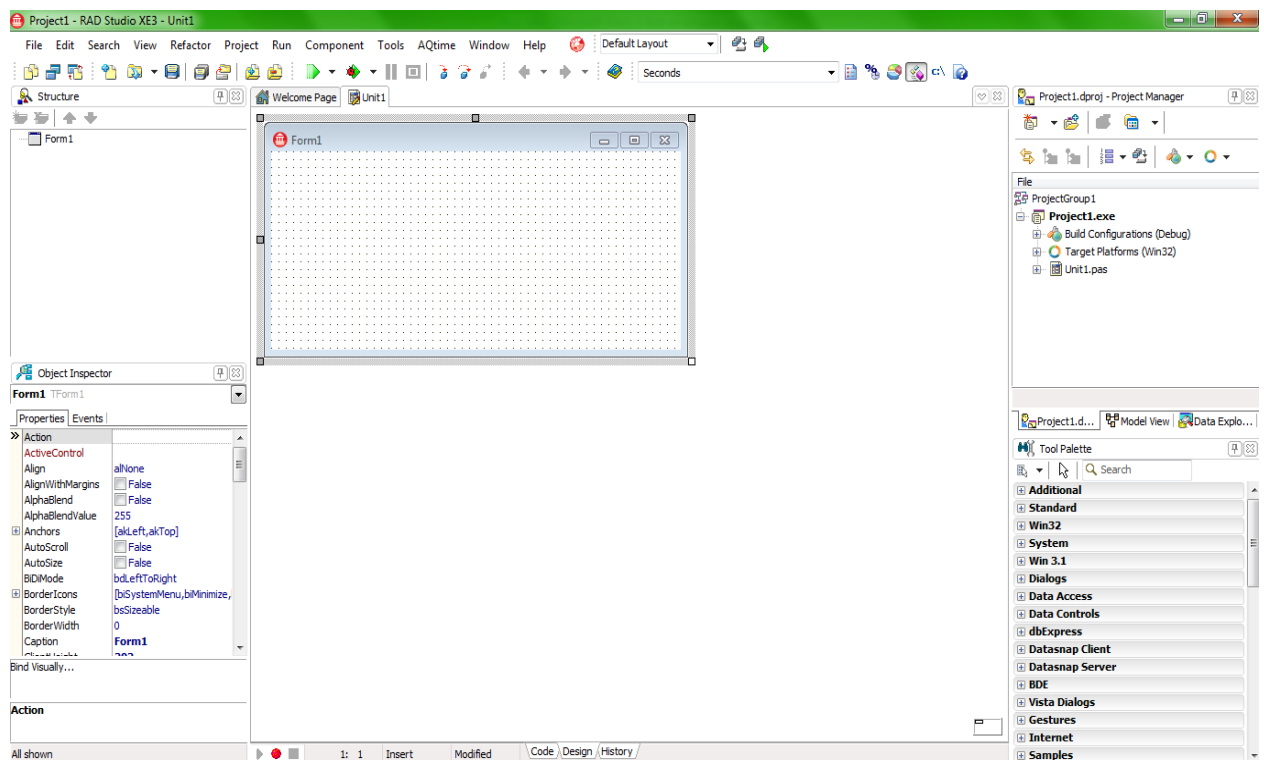 Project1 - RAD Studio XE3 - Unit1
File Edit Search View Refactor Project Run Component Tools AQtime Window Help Default Layout
Seconds
Structure
Form1
Welcome Page Unit1
Form1
Project1.dproj - Project Manager
File
ProjectGroup1
Project1.exe
Build Configurations (Debug)
Target Platforms (Win32)
Unit1.pas
Project1.d... Model View Data Explo...
Object Inspector
Form1 TForm1
Properties Events
Action
ActiveControl
Align alNone
AlignWithMargins False
AlphaBlend False
AlphaBlendValue 255
Anchors [akLeft,akTop]
AutoScroll False
AutoSize False
BiDiMode bdLeftToRight
BorderIcons [biSystemMenu,biMinimize,
BorderStyle bsSizeable
BorderWidth 0
Caption Form1
Bind Visually...
Action
All shown
1: 1 Insert Modified Code Design History
Tool Palette
Search
Additional
Standard
Win32
System
Win 3.1
Dialogs
Data Access
Data Controls
dbExpress
Datasnap Client
Datasnap Server
BDE
Vista Dialogs
Gestures
Internet
Samples